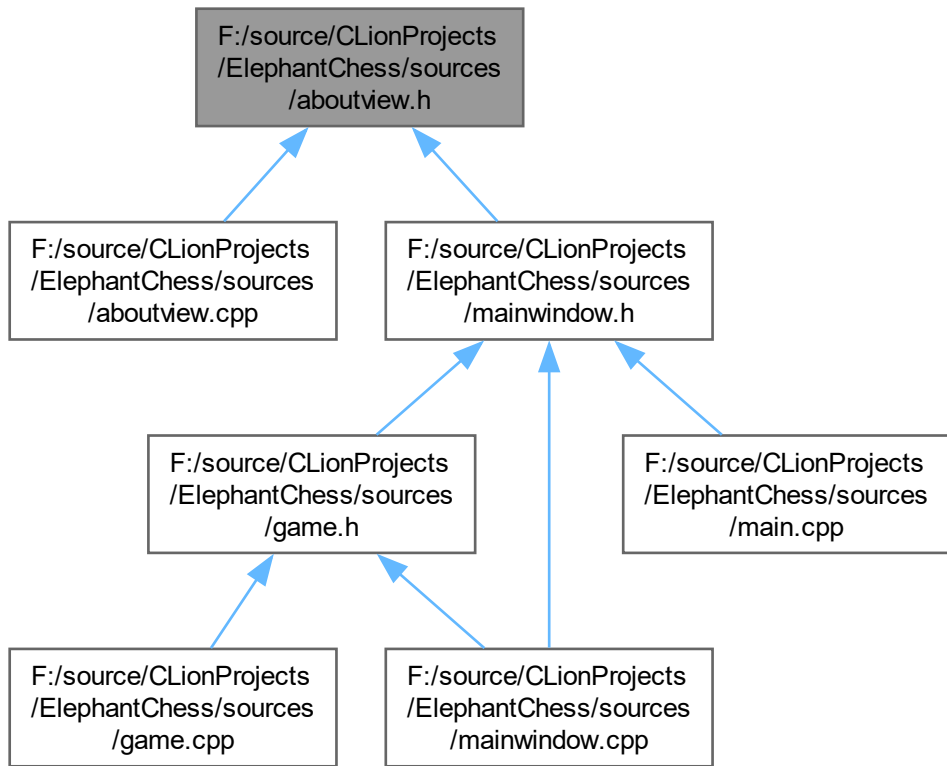 F:/source/CLionProjects
/ElephantChess/sources
/aboutview.h
F:/source/CLionProjects
/ElephantChess/sources
/aboutview.cpp
F:/source/CLionProjects
/ElephantChess/sources
/mainwindow.h
F:/source/CLionProjects
/ElephantChess/sources
/game.h
F:/source/CLionProjects
/ElephantChess/sources
/main.cpp
F:/source/CLionProjects
/ElephantChess/sources
/game.cpp
F:/source/CLionProjects
/ElephantChess/sources
/mainwindow.cpp